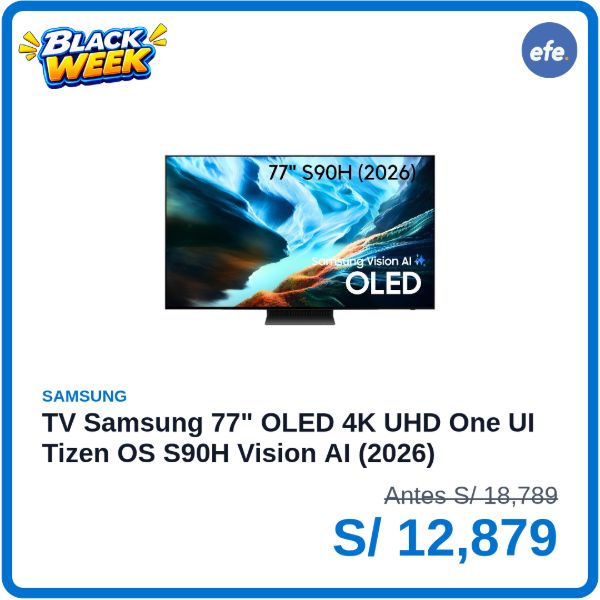 BLACK
WEEK
efe.
77" S90H (2026)
Samsung Vision AI
OLED
SAMSUNG
TV Samsung 77" OLED 4K UHD One UI
Tizen OS S90H Vision AI (2026)
Antes S/ 18,789
S/ 12,879